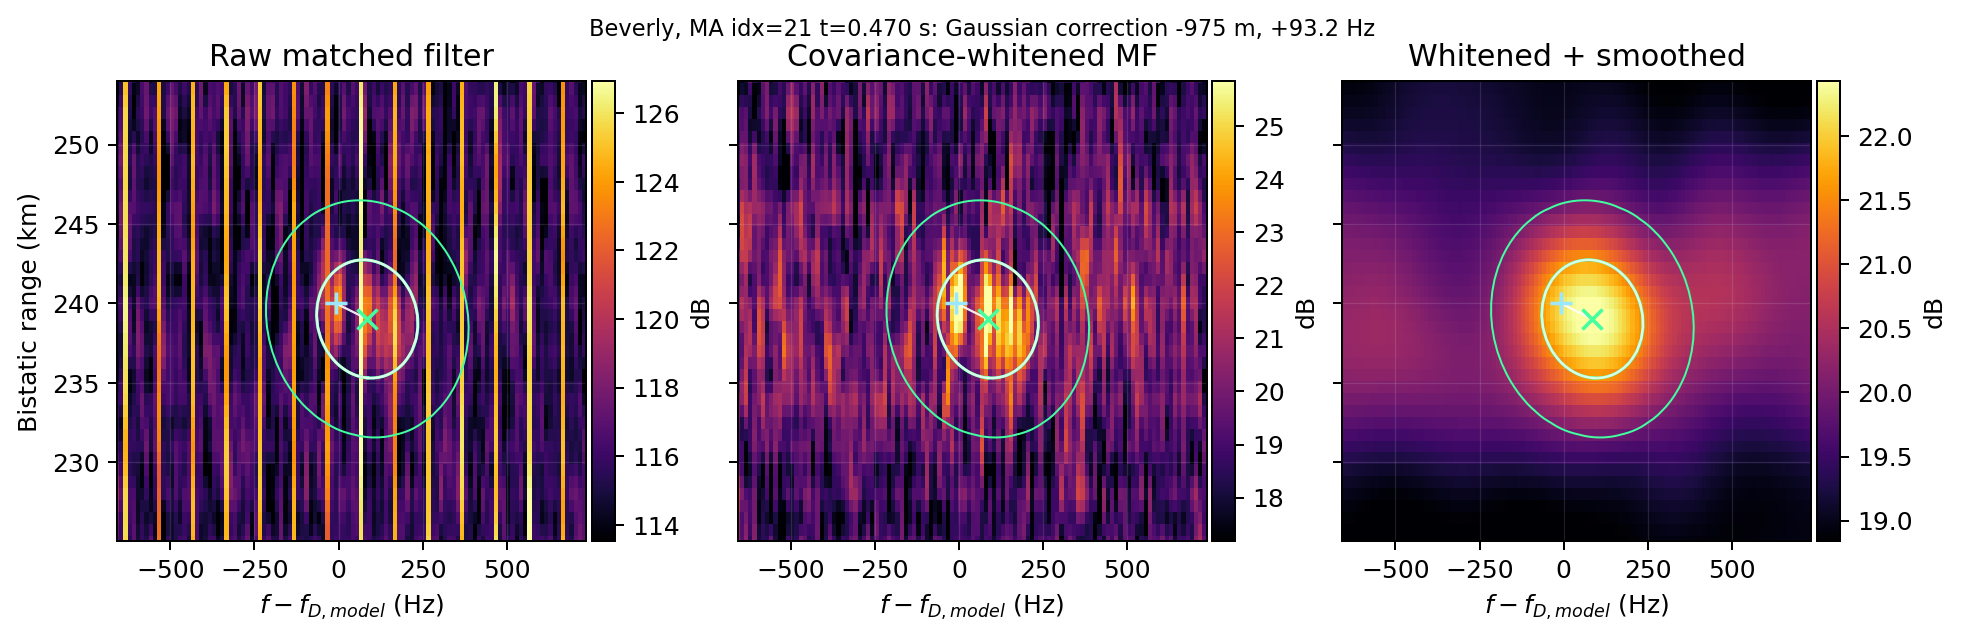 Beverly, MA idx=21 t=0.470 s: Gaussian correction -975 m, +93.2 Hz
Raw matched filter
Covariance-whitened MF
Whitened + smoothed
Bistatic range (km)
250
245
240
235
230
−500 −250 0 250 500
f − f_{D, model} (Hz)
126
124
122
120
118
116
114
dB
−500 −250 0 250 500
f − f_{D, model} (Hz)
25
24
23
22
21
20
19
18
dB
−500 −250 0 250 500
f − f_{D, model} (Hz)
22.0
21.5
21.0
20.5
20.0
19.5
19.0
dB